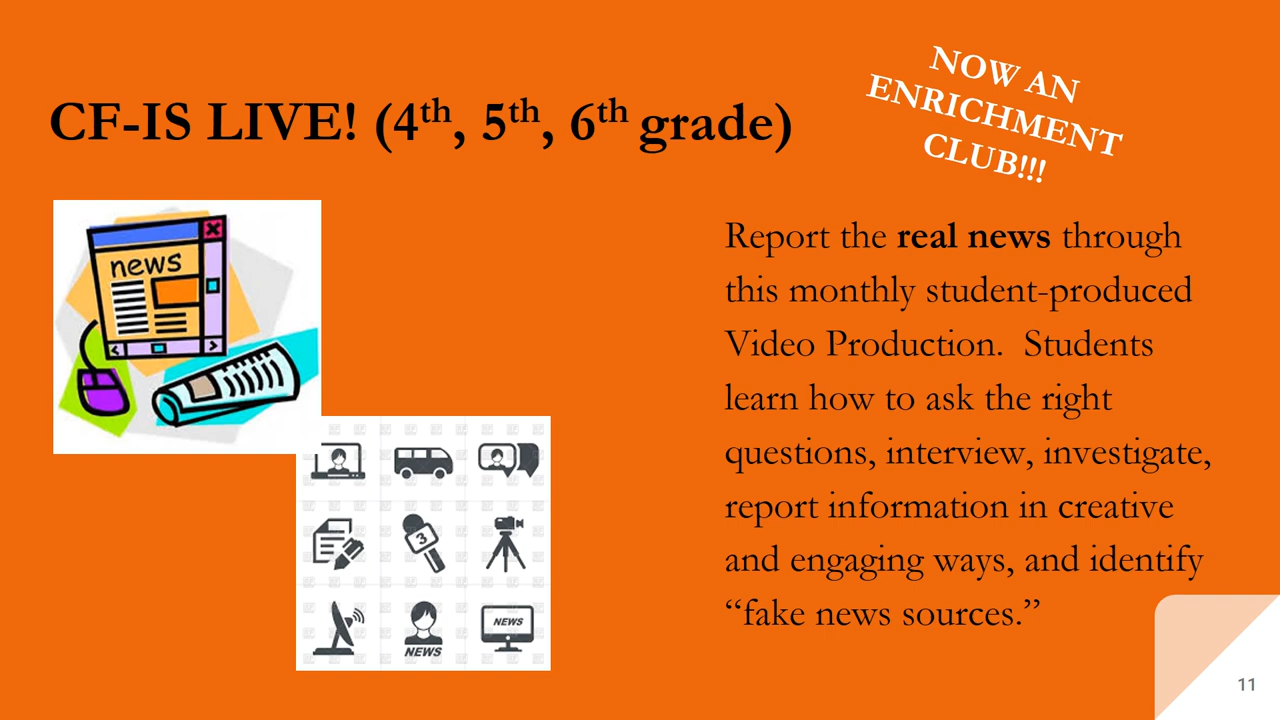 CF-IS LIVE! (4th, 5th, 6th grade)
NOW AN
ENRICHMENT
CLUB!!!
news
3
NEWS
NEWS
Report the real news through
this monthly student-produced
Video Production.  Students
learn how to ask the right
questions, interview, investigate,
report information in creative
and engaging ways, and identify
“fake news sources.”
11